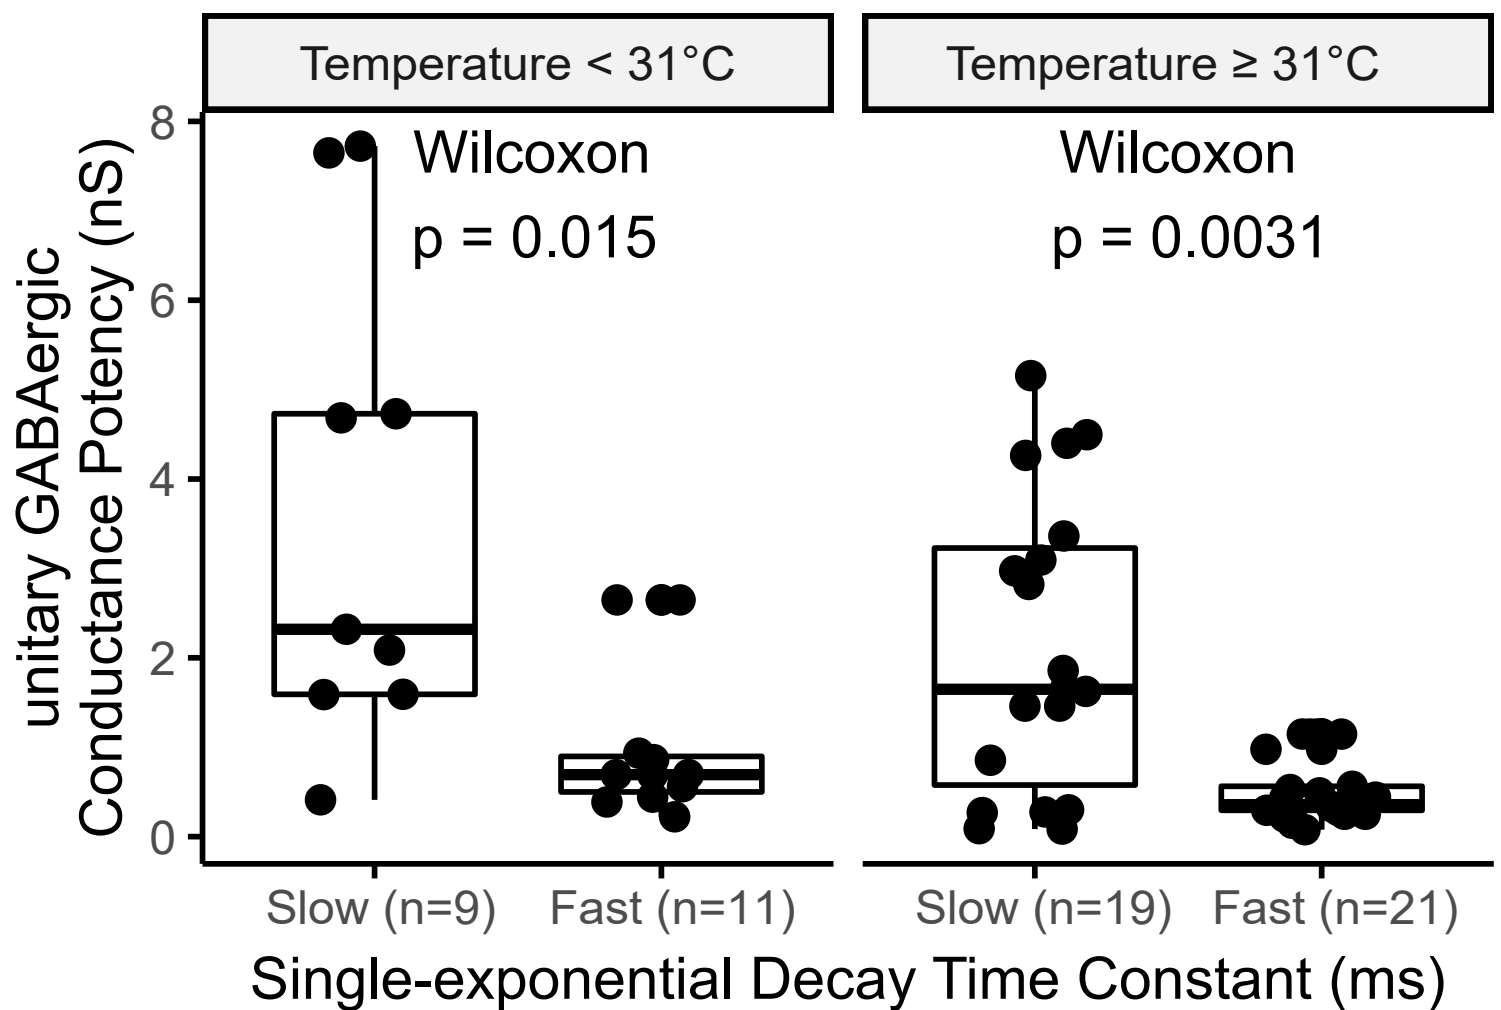 Temperature < 31°C
Temperature ≥ 31°C
Wilcoxon
p = 0.015
Wilcoxon
p = 0.0031
unitary GABAergic
Conductance Potency (nS)
8
6
4
2
0
Slow (n=9)
Fast (n=11)
Slow (n=19)
Fast (n=21)
Single-exponential Decay Time Constant (ms)